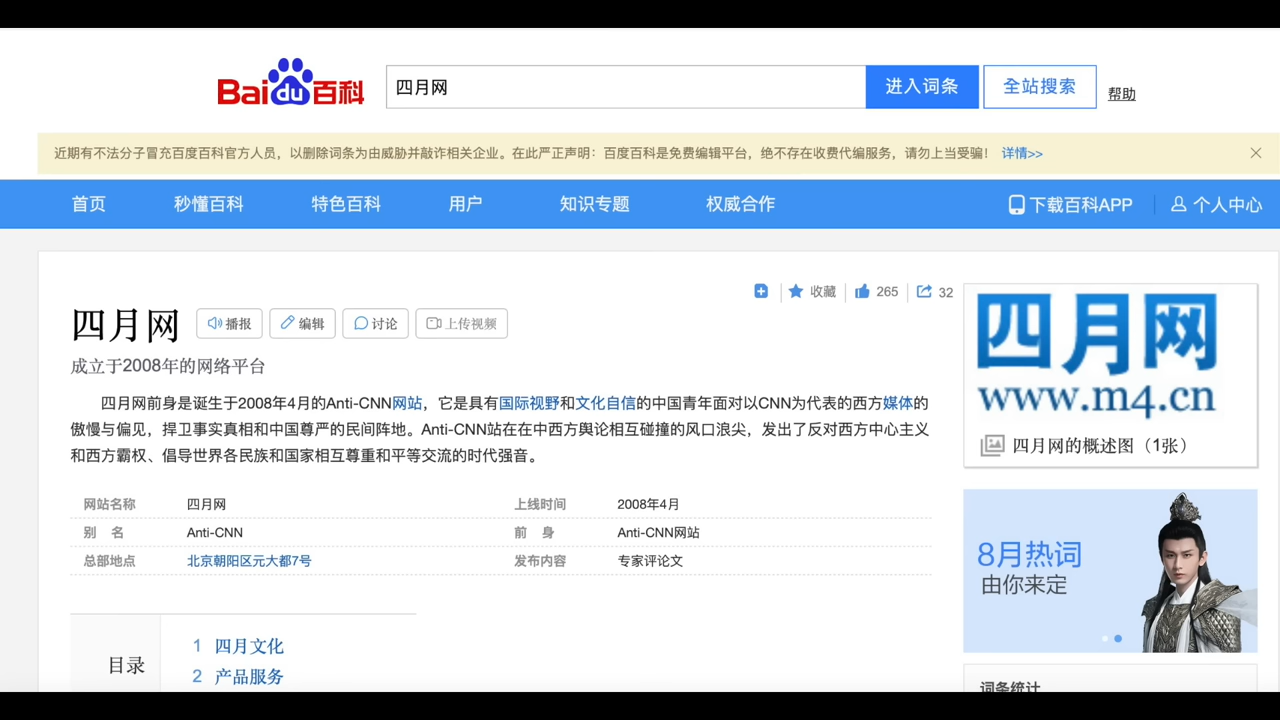 Baidu百科
四月网
进入词条
全站搜索
帮助
近期有不法分子冒充百度百科官方人员，以删除词条为由威胁并敲诈相关企业。在此严正声明：百度百科是免费编辑平台，绝不存在收费代编服务，请勿上当受骗！ 详情>>
首页 秒懂百科 特色百科 用户 知识专题 权威合作 下载百科APP 个人中心
收藏 265 32
四月网 播报 编辑 讨论 上传视频
成立于2008年的网络平台
四月网前身是诞生于2008年4月的Anti-CNN网站，它是具有国际视野和文化自信的中国青年面对以CNN为代表的西方媒体的
傲慢与偏见，捍卫事实真相和中国尊严的民间阵地。Anti-CNN站在在中西方舆论相互碰撞的风口浪尖，发出了反对西方中心主义
和西方霸权、倡导世界各民族和国家相互尊重和平等交流的时代强音。
网站名称 四月网 上线时间 2008年4月
别 名 Anti-CNN 前 身 Anti-CNN网站
总部地点 北京朝阳区元大都7号 发布内容 专家评论文
目录
1 四月文化
2 产品服务
四月网
www.m4.cn
四月网的概述图（1张）
8月热词
由你来定
词条统计